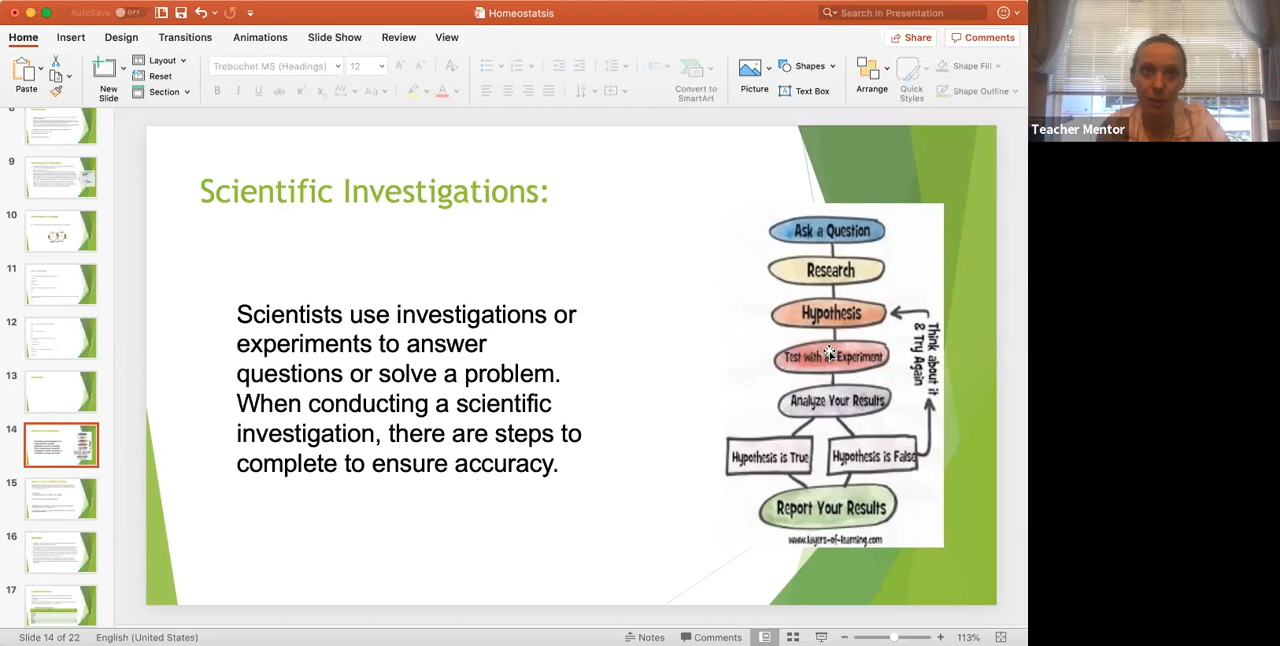 AutoSave OFF
Homeostatsis
Search in Presentation
Home Insert Design Transitions Animations Slide Show Review View
Share Comments
Paste
New Slide
Layout
Reset
Section
Trebuchet MS (Headings) 12
Convert to SmartArt
Picture
Shapes
Text Box
Arrange
Quick Styles
Shape Fill
Shape Outline
Teacher Mentor
9
10
11
12
13
14
15
16
17
Scientific Investigations:
Scientists use investigations or
experiments to answer
questions or solve a problem.
When conducting a scientific
investigation, there are steps to
complete to ensure accuracy.
Ask a Question
Research
Hypothesis
Test with Experiment
Think about it
& Try Again
Analyze Your Results
Hypothesis is True
Hypothesis is False
Report Your Results
www.layers-of-learning.com
Slide 14 of 22 English (United States)
Notes Comments 113%